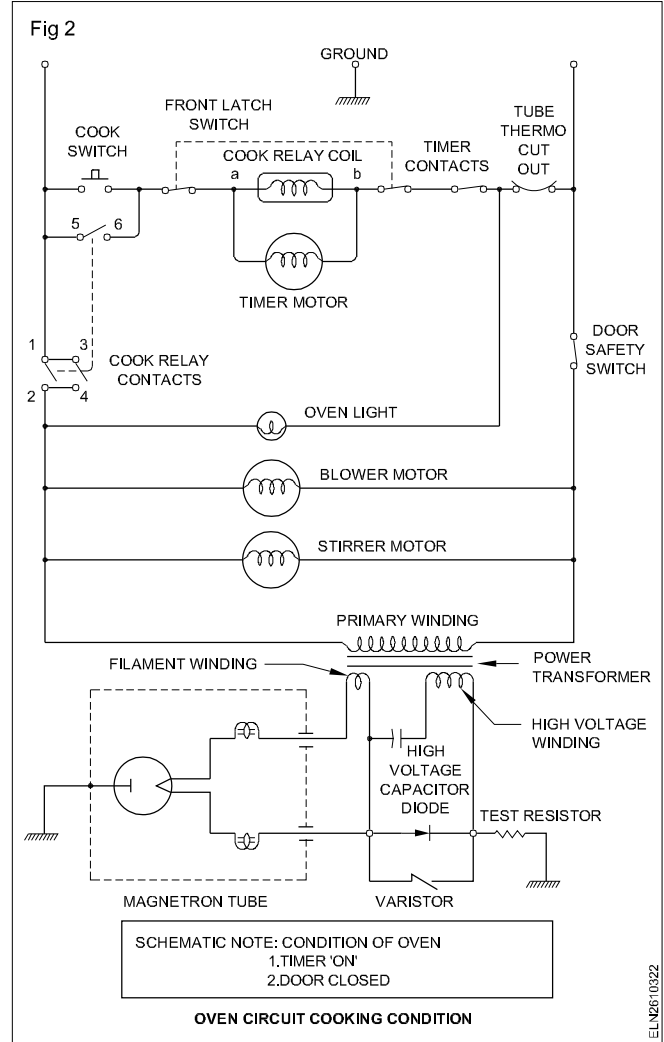 Fig 2
GROUND
FRONT LATCH
SWITCH
COOK
SWITCH
COOK RELAY COIL
a
b
TIMER
CONTACTS
TUBE
THERMO
CUT
OUT
5
6
TIMER MOTOR
1
3
2
4
COOK RELAY
CONTACTS
DOOR
SAFETY
SWITCH
OVEN LIGHT
BLOWER MOTOR
STIRRER MOTOR
PRIMARY WINDING
FILAMENT WINDING
POWER
TRANSFORMER
HIGH VOLTAGE
WINDING
HIGH
VOLTAGE
CAPACITOR
DIODE
TEST RESISTOR
MAGNETRON TUBE
VARISTOR
SCHEMATIC NOTE: CONDITION OF OVEN
1.TIMER 'ON'
2.DOOR CLOSED
OVEN CIRCUIT COOKING CONDITION
ELN2610322